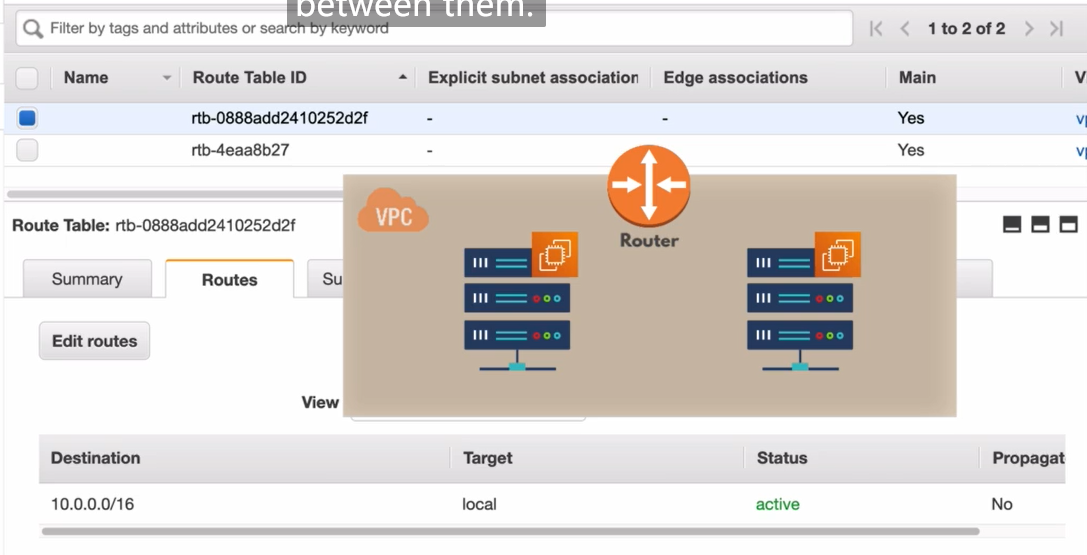 between them.
Filter by tags and attributes or search by keyword
1 to 2 of 2
Name Route Table ID Explicit subnet association Edge associations Main V
rtb-0888add2410252d2f - - Yes vp
rtb-4eaa8b27 - Yes vp
VPC
Router
Route Table: rtb-0888add2410252d2f
Summary Routes Su
Edit routes
View
Destination Target Status Propagat
10.0.0.0/16 local active No